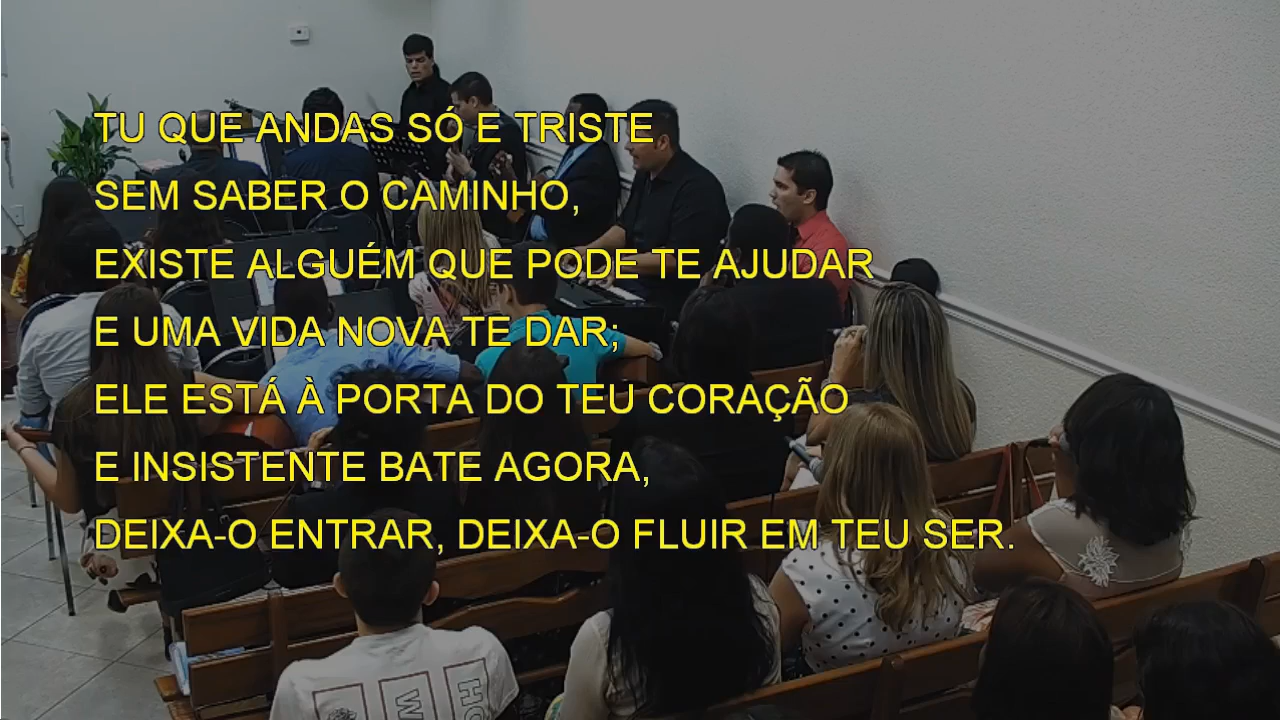 TU QUE ANDAS SÓ E TRISTE
SEM SABER O CAMINHO,
EXISTE ALGUÉM QUE PODE TE AJUDAR
E UMA VIDA NOVA TE DAR;
ELE ESTÁ À PORTA DO TEU CORAÇÃO
E INSISTENTE BATE AGORA,
DEIXA-O ENTRAR, DEIXA-O FLUIR EM TEU SER.